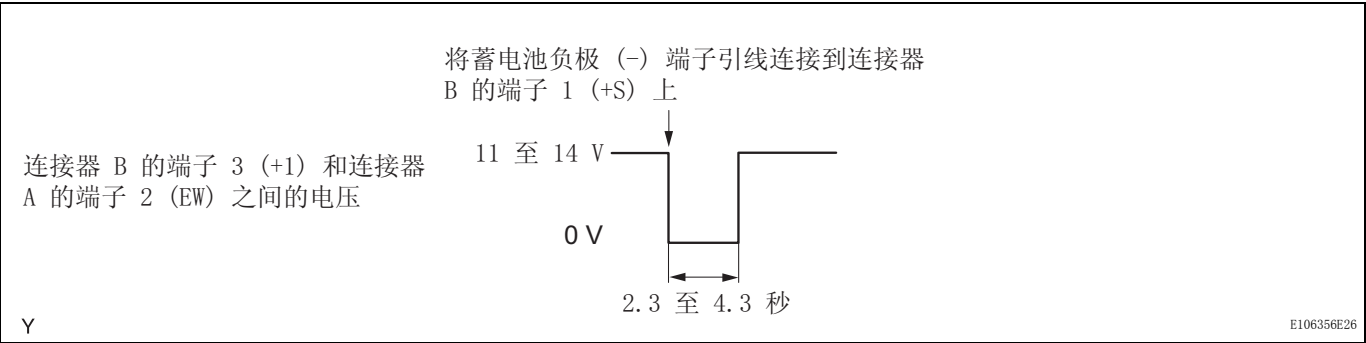 将蓄电池负极 (-) 端子引线连接到连接器
B 的端子 1 (+S) 上
连接器 B 的端子 3 (+1) 和连接器
A 的端子 2 (EW) 之间的电压
11 至 14 V
0 V
2.3 至 4.3 秒
Y
E106356E26